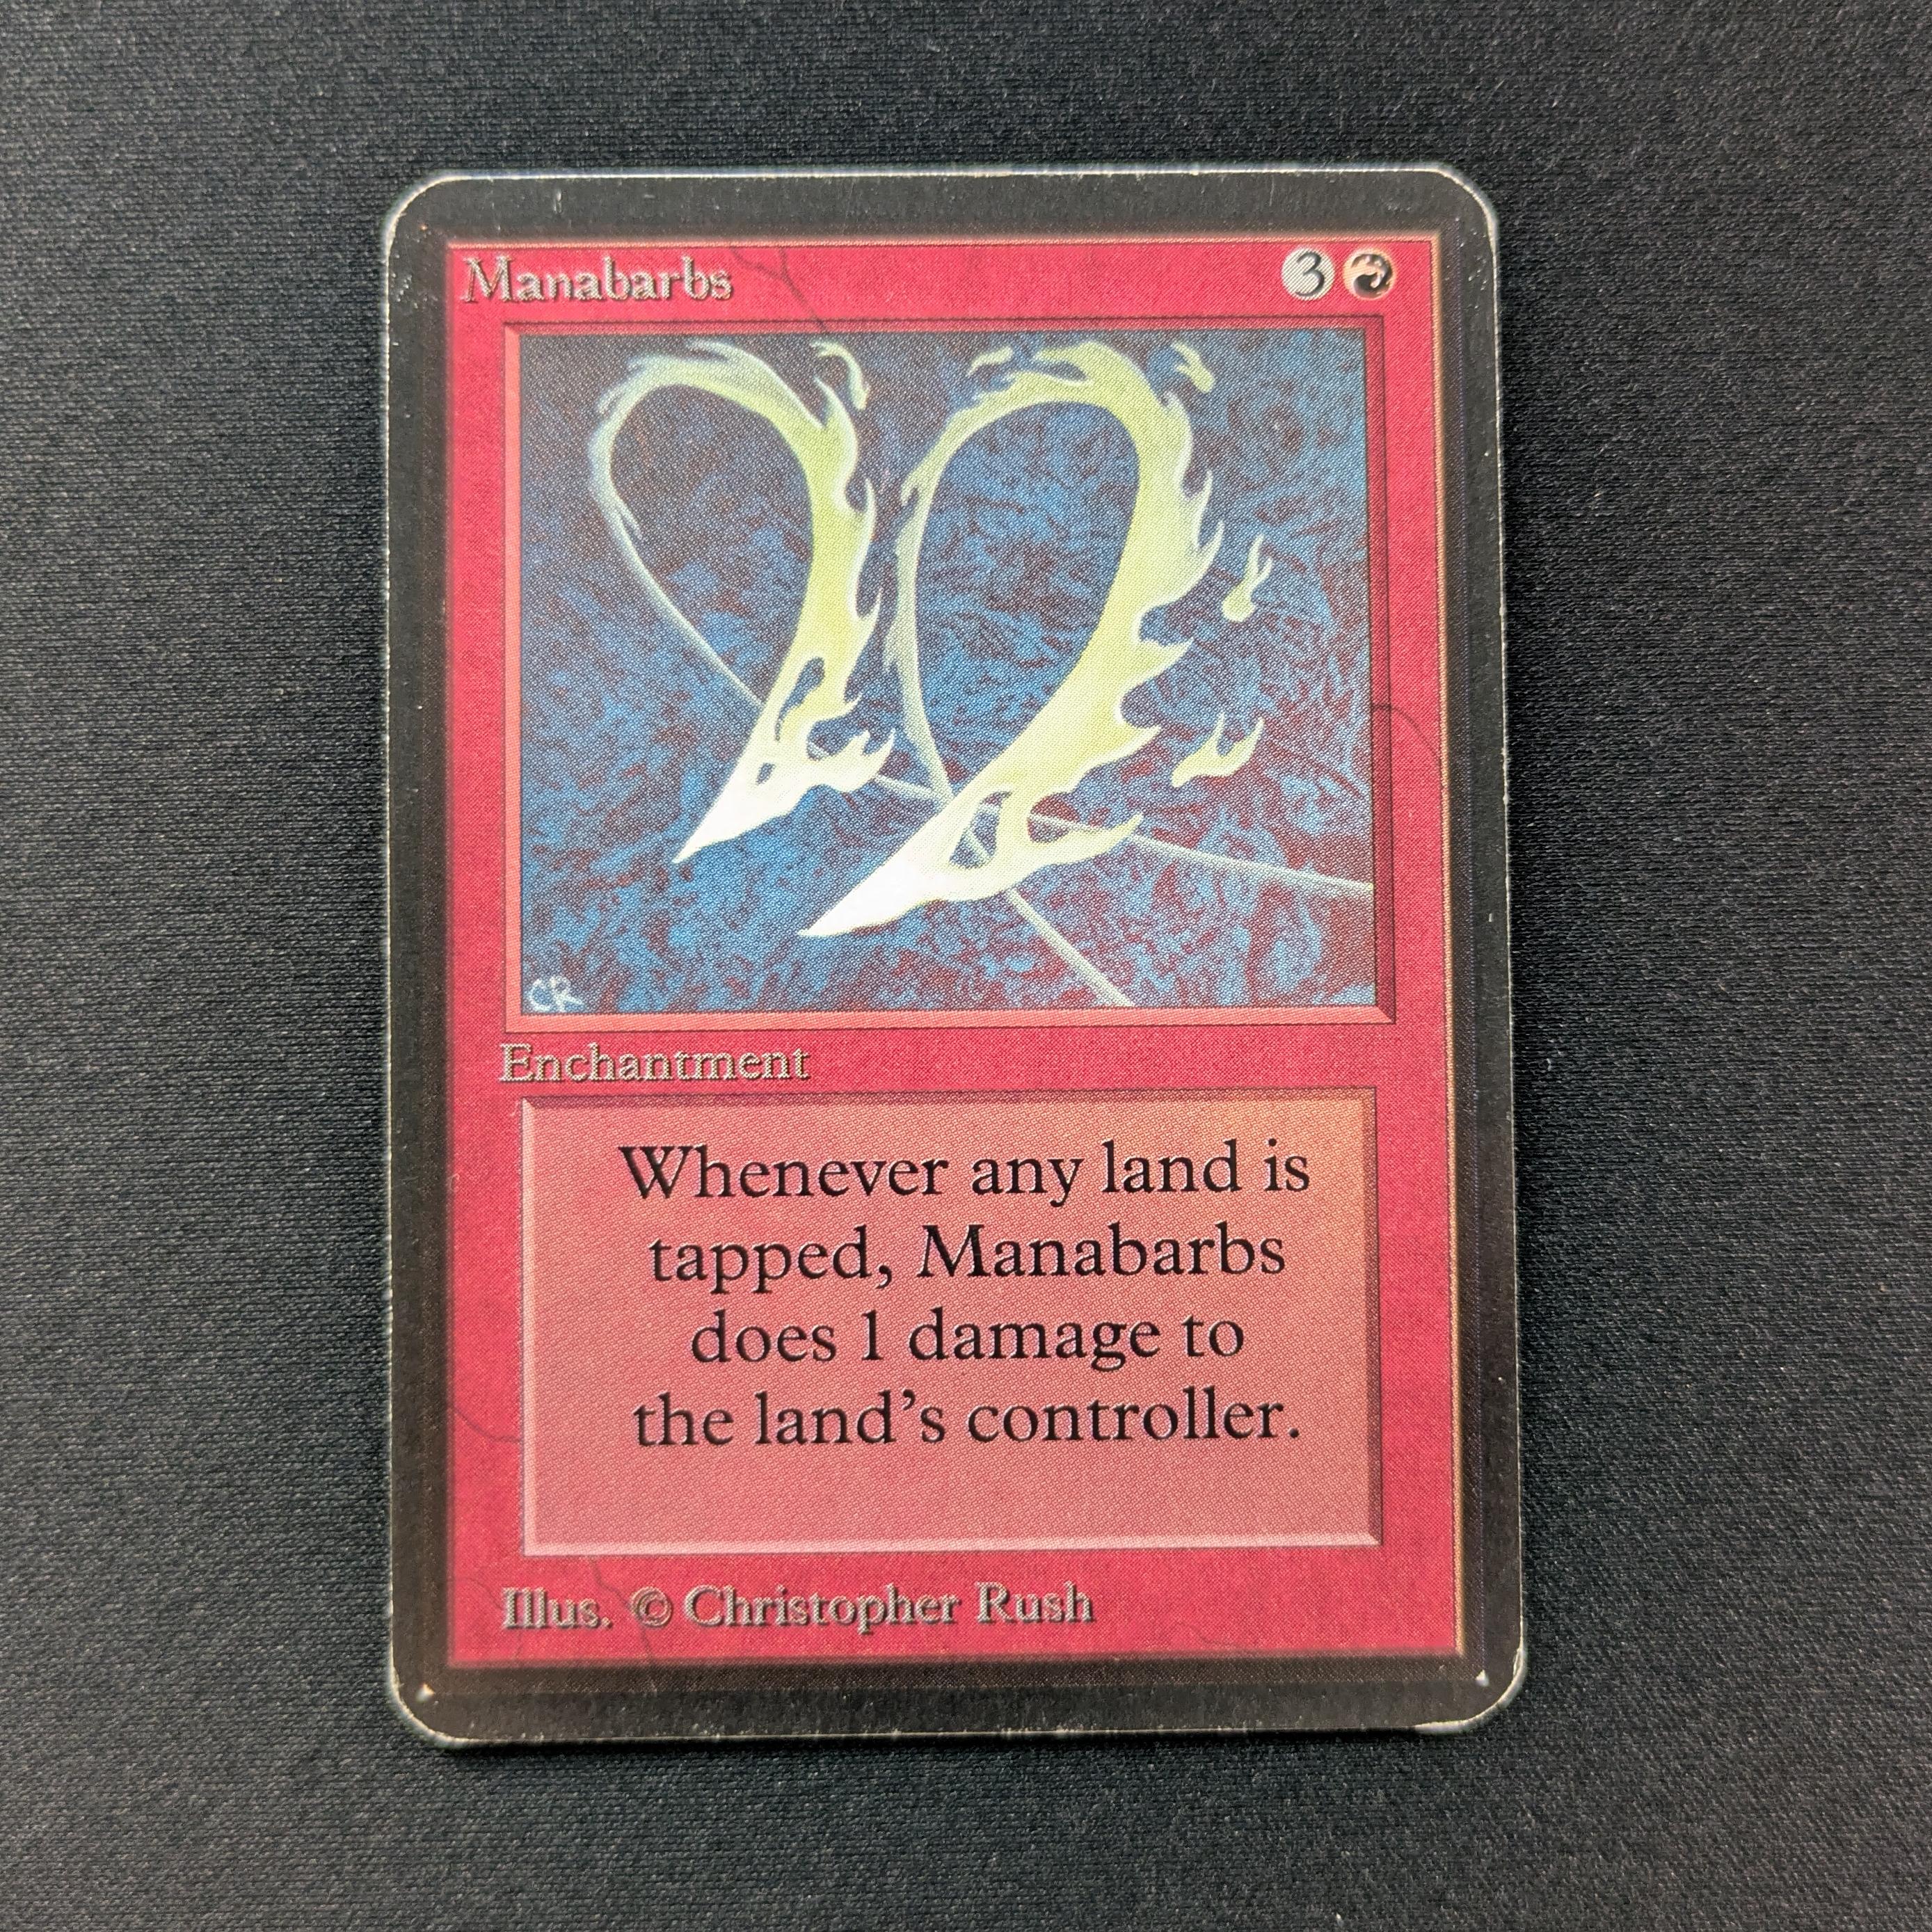 Manabarbs 3
CR
Enchantment
Whenever any land is
tapped, Manabarbs
does 1 damage to
the land's controller.
Illus. © Christopher Rush